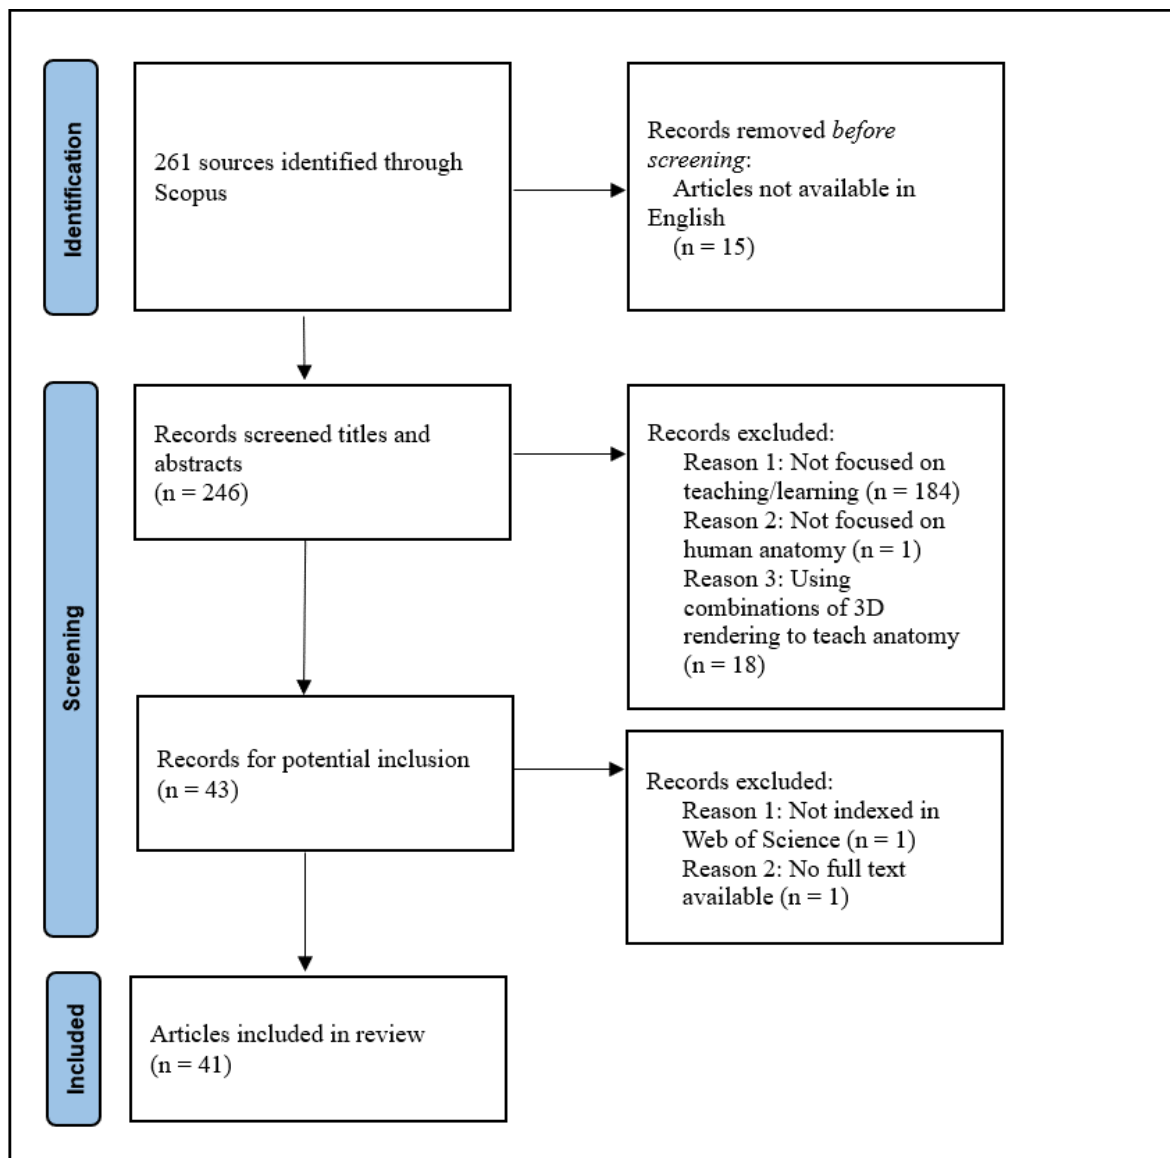 Identification
261 sources identified through
Scopus
Records removed before
screening:
Articles not available in
English
(n = 15)
Screening
Records screened titles and
abstracts
(n = 246)
Records excluded:
Reason 1: Not focused on
teaching/learning (n = 184)
Reason 2: Not focused on
human anatomy (n = 1)
Reason 3: Using
combinations of 3D
rendering to teach anatomy
(n = 18)
Records for potential inclusion
(n = 43)
Records excluded:
Reason 1: Not indexed in
Web of Science (n = 1)
Reason 2: No full text
available (n = 1)
Included
Articles included in review
(n = 41)